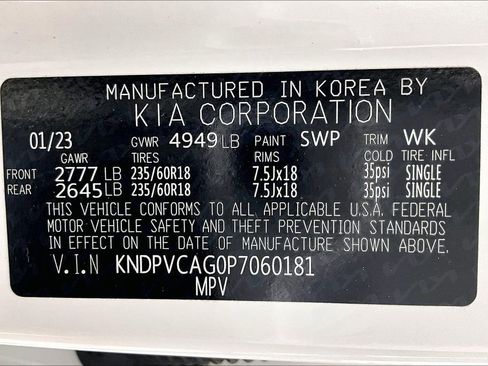 MANUFACTURED IN KOREA BY
KIA CORPORATION
01/23 GVWR 4949 LB PAINT SWP TRIM WK
GAWR TIRES RIMS COLD TIRE INFL
FRONT 2777 LB 235/60R18 7.5Jx18 35psi SINGLE
REAR 2645 LB 235/60R18 7.5Jx18 35psi SINGLE
THIS VEHICLE CONFORMS TO ALL APPLICABLE U.S.A. FEDERAL
MOTOR VEHICLE SAFETY AND THEFT PREVENTION STANDARDS
IN EFFECT ON THE DATE OF MANUFACTURE SHOWN ABOVE.
V.I.N KNDPVCAG0P7060181
MPV